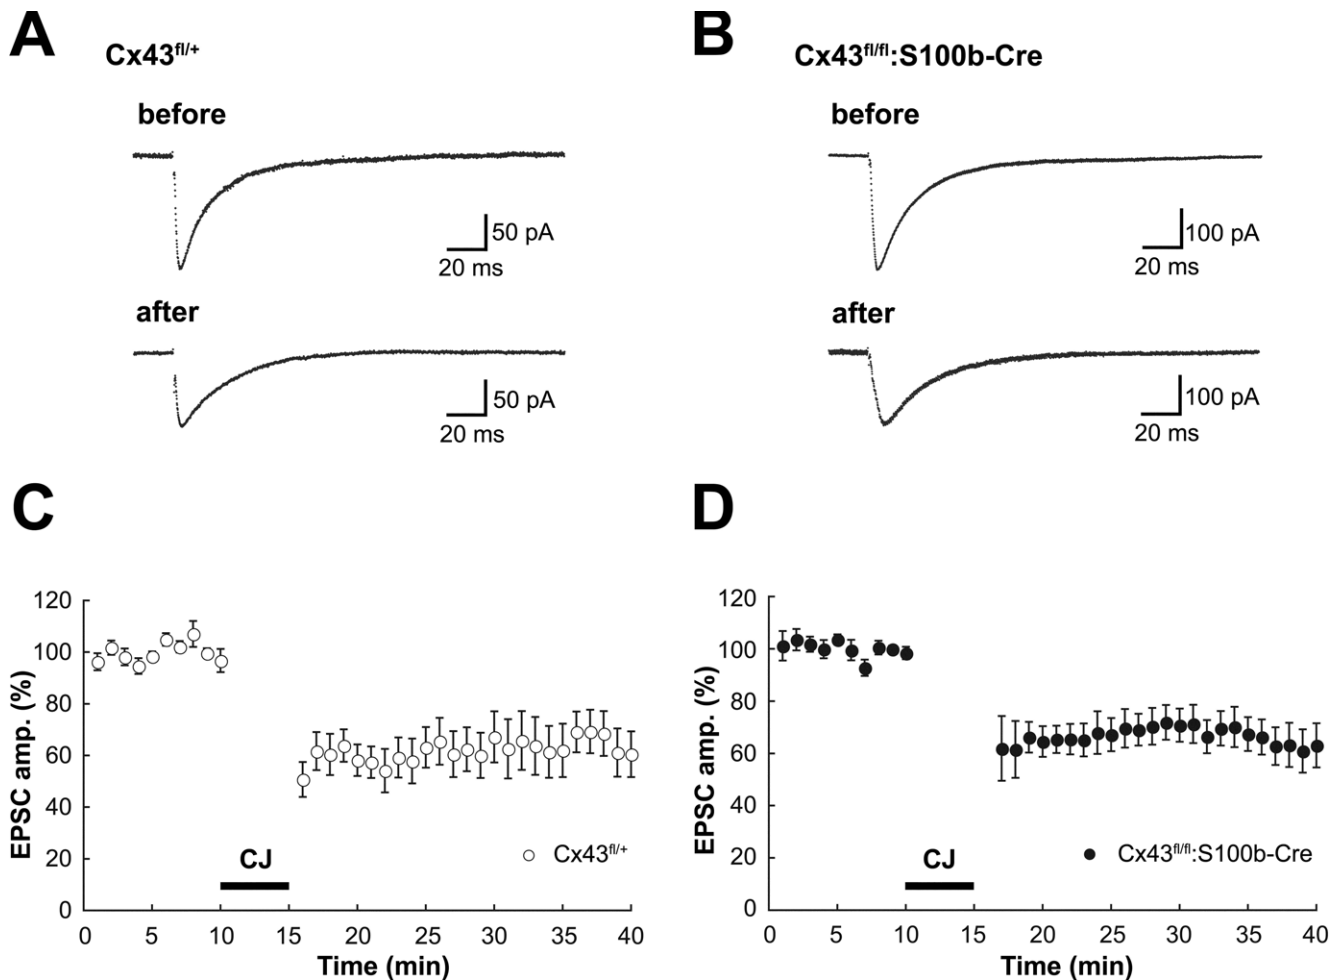 A
Cx43fl/+
before
50 pA
20 ms
after
50 pA
20 ms
B
Cx43fl/fl:S100b-Cre
before
100 pA
20 ms
after
100 pA
20 ms
C
EPSC amp. (%)
120
100
80
60
40
20
0
CJ
Cx43fl/+
0 5 10 15 20 25 30 35 40
Time (min)
D
EPSC amp. (%)
120
100
80
60
40
20
0
CJ
Cx43fl/fl:S100b-Cre
0 5 10 15 20 25 30 35 40
Time (min)